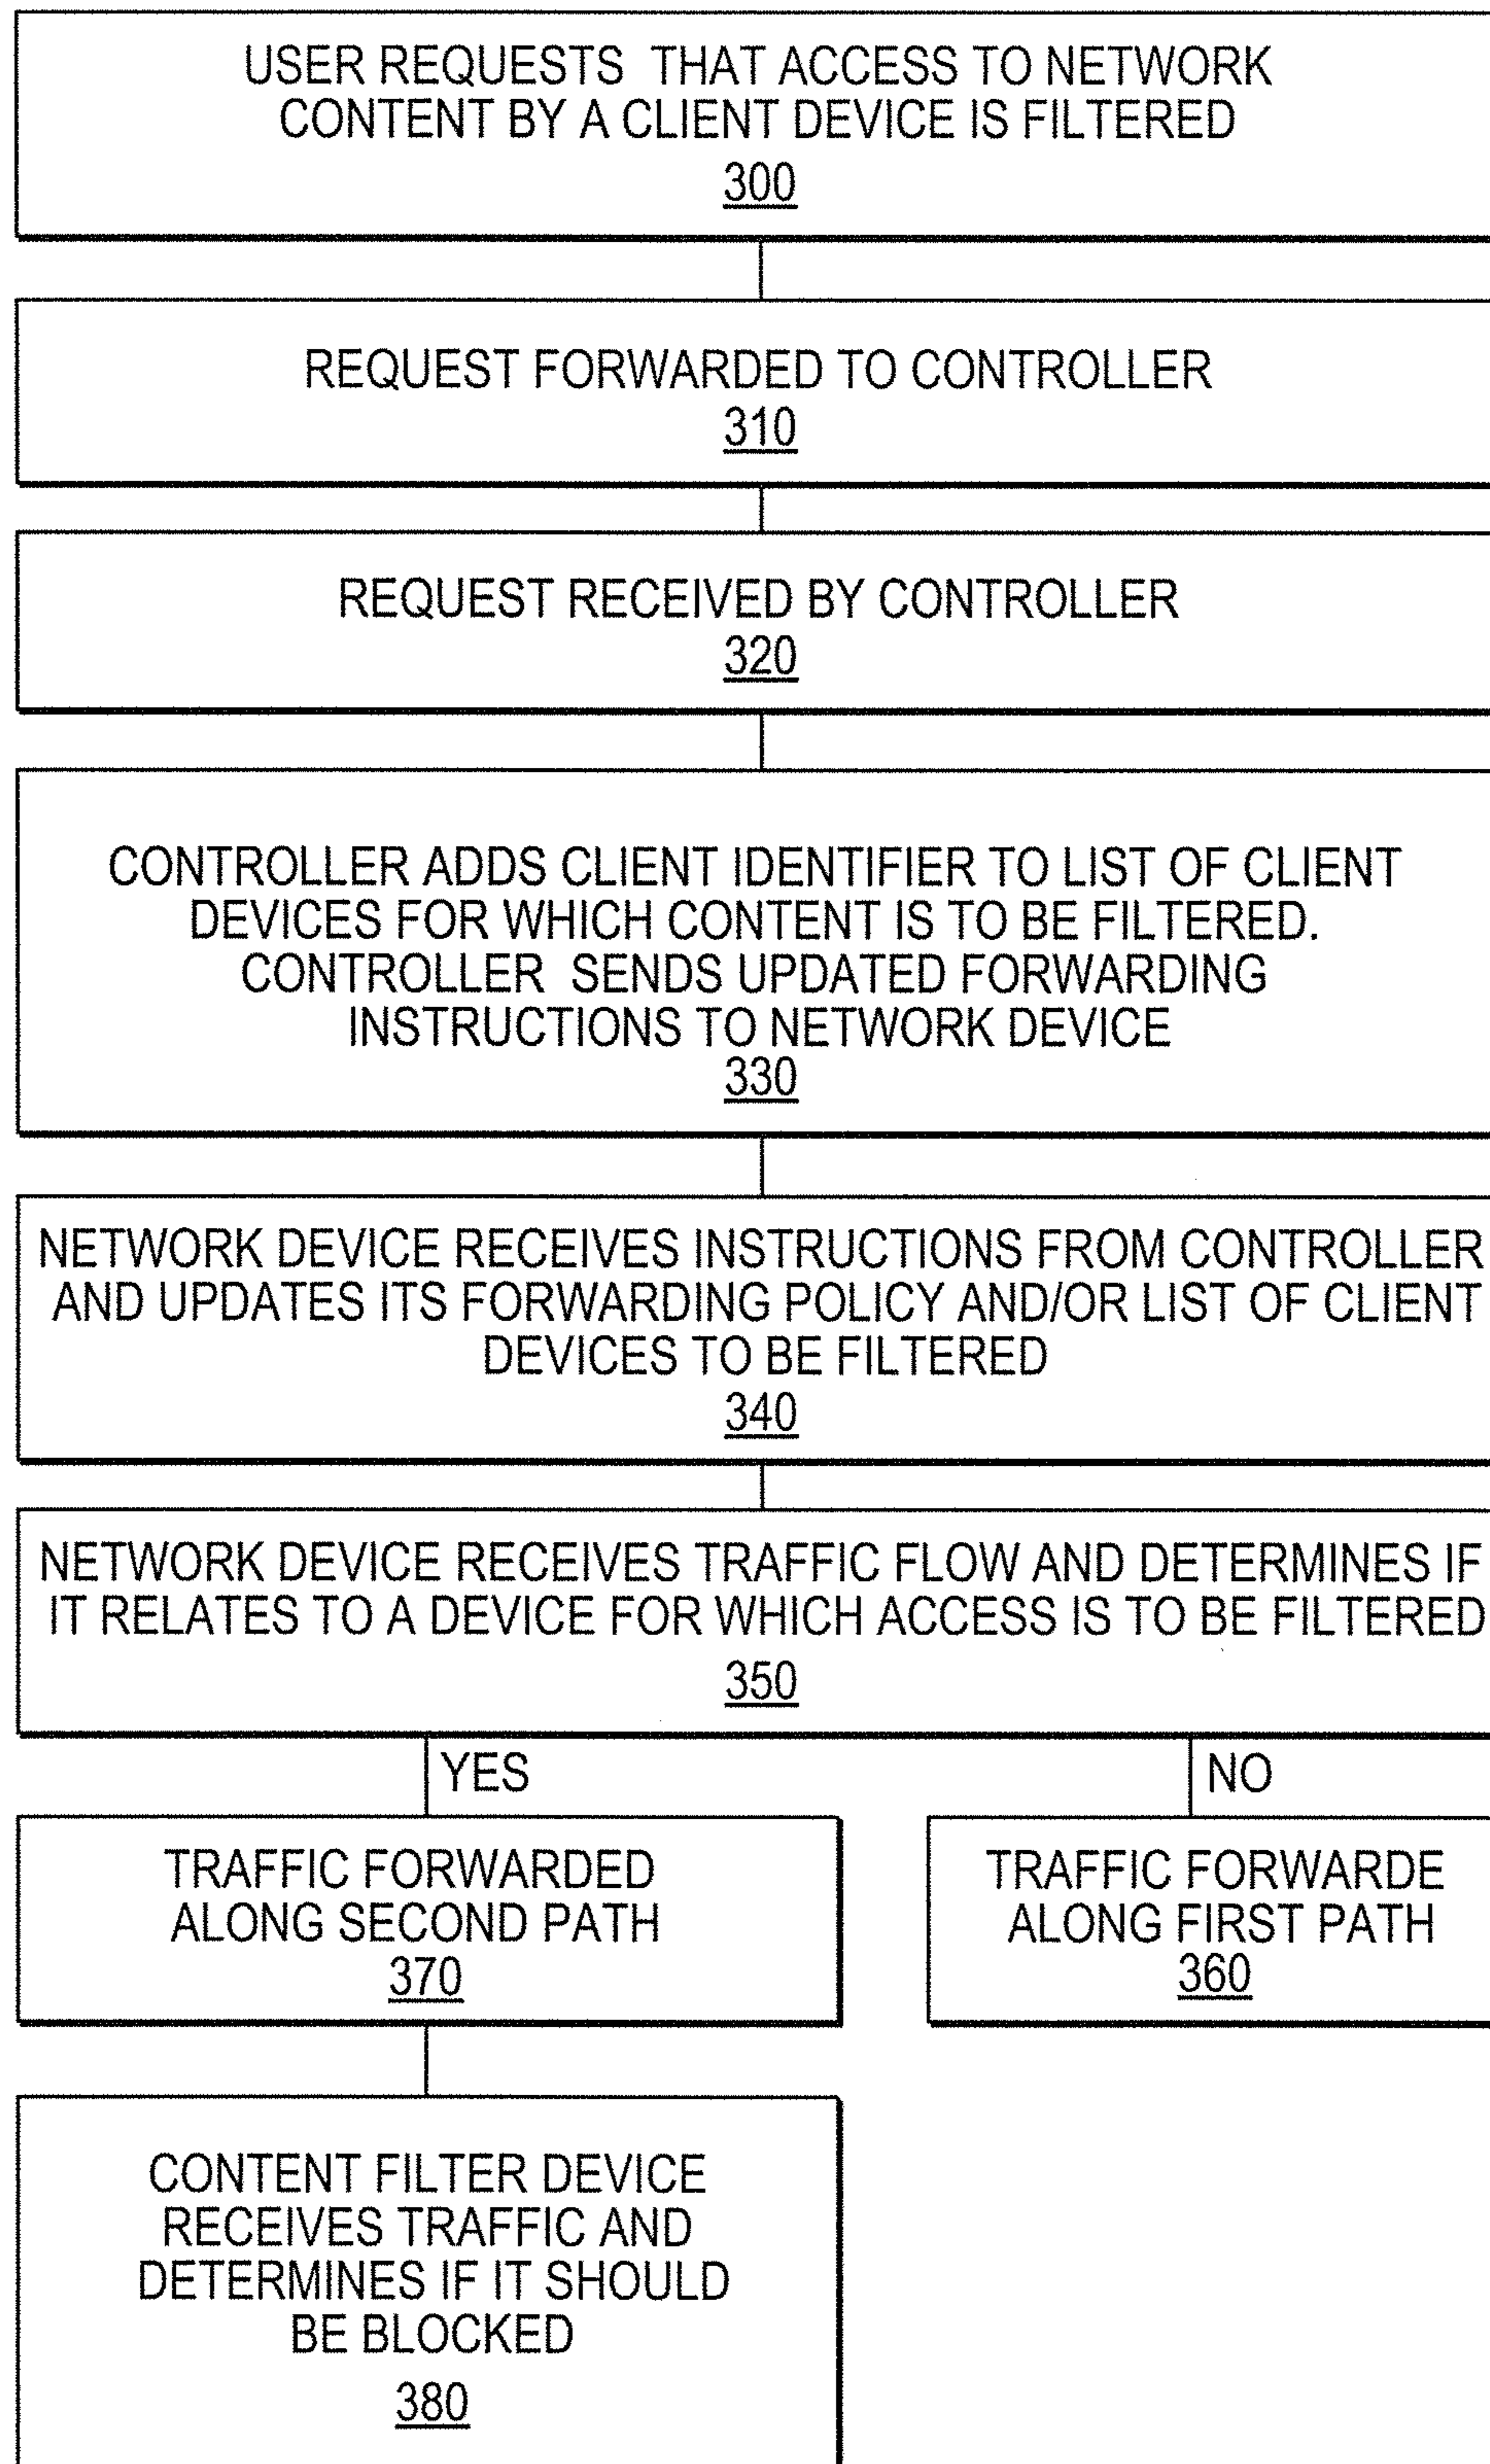 USER REQUESTS THAT ACCESS TO NETWORK
CONTENT BY A CLIENT DEVICE IS FILTERED
300
REQUEST FORWARDED TO CONTROLLER
310
REQUEST RECEIVED BY CONTROLLER
320
CONTROLLER ADDS CLIENT IDENTIFIER TO LIST OF CLIENT
DEVICES FOR WHICH CONTENT IS TO BE FILTERED.
CONTROLLER SENDS UPDATED FORWARDING
INSTRUCTIONS TO NETWORK DEVICE
330
NETWORK DEVICE RECEIVES INSTRUCTIONS FROM CONTROLLER
AND UPDATES ITS FORWARDING POLICY AND/OR LIST OF CLIENT
DEVICES TO BE FILTERED
340
NETWORK DEVICE RECEIVES TRAFFIC FLOW AND DETERMINES IF
IT RELATES TO A DEVICE FOR WHICH ACCESS IS TO BE FILTERED
350
YES
NO
TRAFFIC FORWARDED
ALONG SECOND PATH
370
TRAFFIC FORWARDE
ALONG FIRST PATH
360
CONTENT FILTER DEVICE
RECEIVES TRAFFIC AND
DETERMINES IF IT SHOULD
BE BLOCKED
380